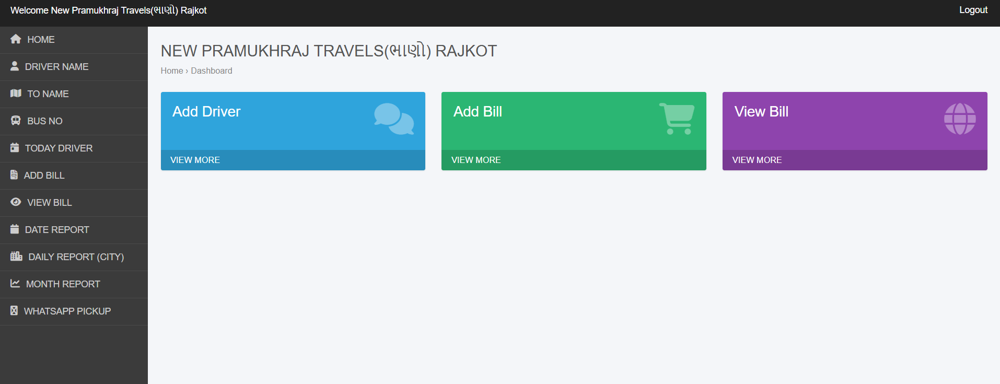 Welcome New Pramukhraj Travels(ભાણો) Rajkot
Logout
HOME
DRIVER NAME
TO NAME
BUS NO
TODAY DRIVER
ADD BILL
VIEW BILL
DATE REPORT
DAILY REPORT (CITY)
MONTH REPORT
WHATSAPP PICKUP
NEW PRAMUKHRAJ TRAVELS(ભાણો) RAJKOT
Home › Dashboard
Add Driver
VIEW MORE
Add Bill
VIEW MORE
View Bill
VIEW MORE